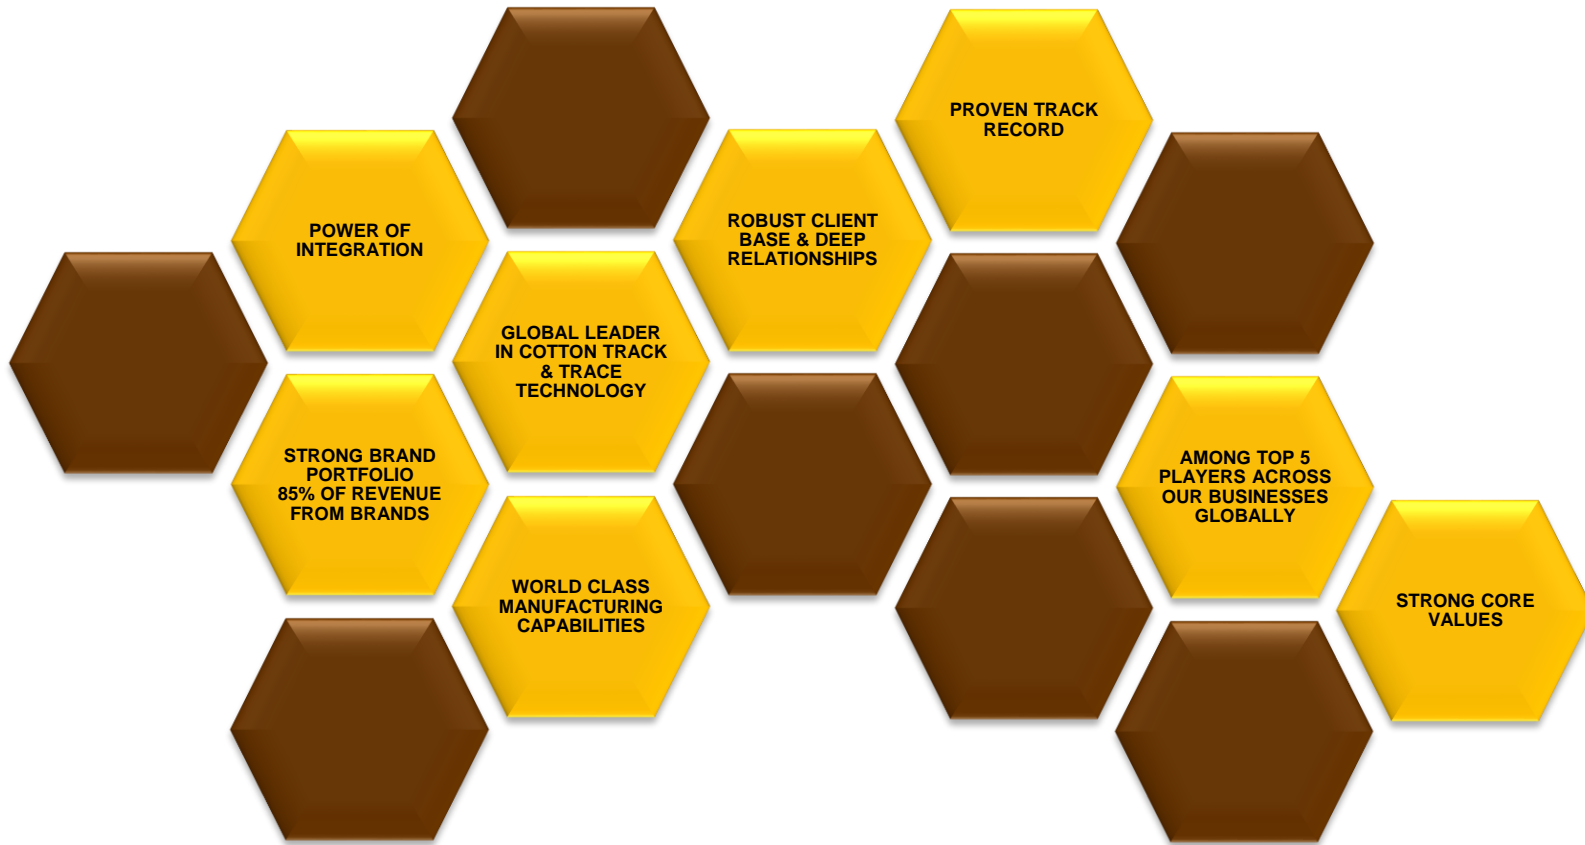 POWER OF
INTEGRATION
GLOBAL LEADER
IN COTTON TRACK
& TRACE
TECHNOLOGY
STRONG BRAND
PORTFOLIO
85% OF REVENUE
FROM BRANDS
WORLD CLASS
MANUFACTURING
CAPABILITIES
ROBUST CLIENT
BASE & DEEP
RELATIONSHIPS
PROVEN TRACK
RECORD
AMONG TOP 5
PLAYERS ACROSS
OUR BUSINESSES
GLOBALLY
STRONG CORE
VALUES